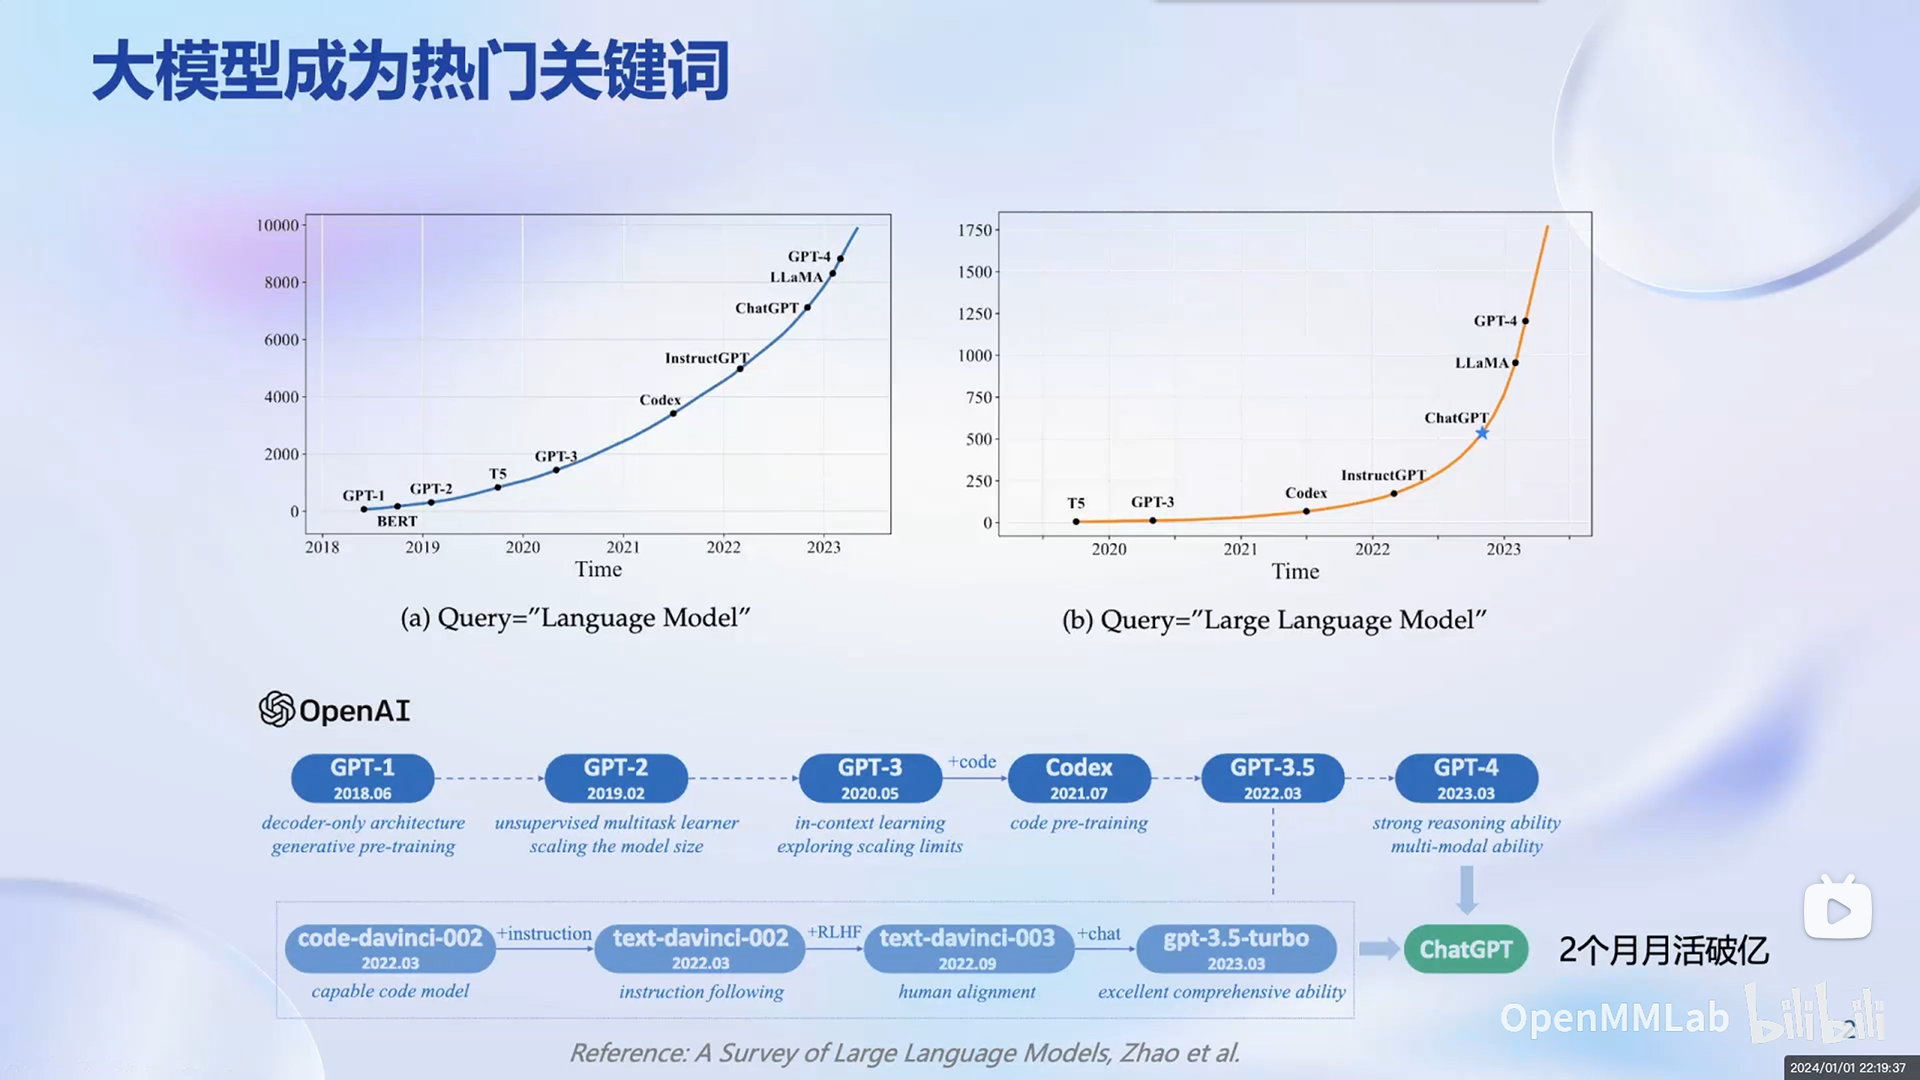 大模型成为热门关键词
10000
8000
6000
4000
2000
0
GPT-4
LLaMA
ChatGPT
InstructGPT
Codex
GPT-3
T5
GPT-2
GPT-1
BERT
2018 2019 2020 2021 2022 2023
Time
(a) Query="Language Model"
1750
1500
1250
1000
750
500
250
0
GPT-4
LLaMA
ChatGPT
InstructGPT
Codex
GPT-3
T5
2020 2021 2022 2023
Time
(b) Query="Large Language Model"
OpenAI
GPT-1
2018.06
decoder-only architecture
generative pre-training
GPT-2
2019.02
unsupervised multitask learner
scaling the model size
GPT-3
2020.05
in-context learning
exploring scaling limits
+code
Codex
2021.07
code pre-training
GPT-3.5
2022.03
GPT-4
2023.03
strong reasoning ability
multi-modal ability
code-davinci-002
2022.03
capable code model
+instruction
text-davinci-002
2022.03
instruction following
+RLHF
text-davinci-003
2022.09
human alignment
+chat
gpt-3.5-turbo
2023.03
excellent comprehensive ability
ChatGPT
2个月月活破亿
OpenMMLab bilibili
2
Reference: A Survey of Large Language Models, Zhao et al.
2024/01/01 22:19:37